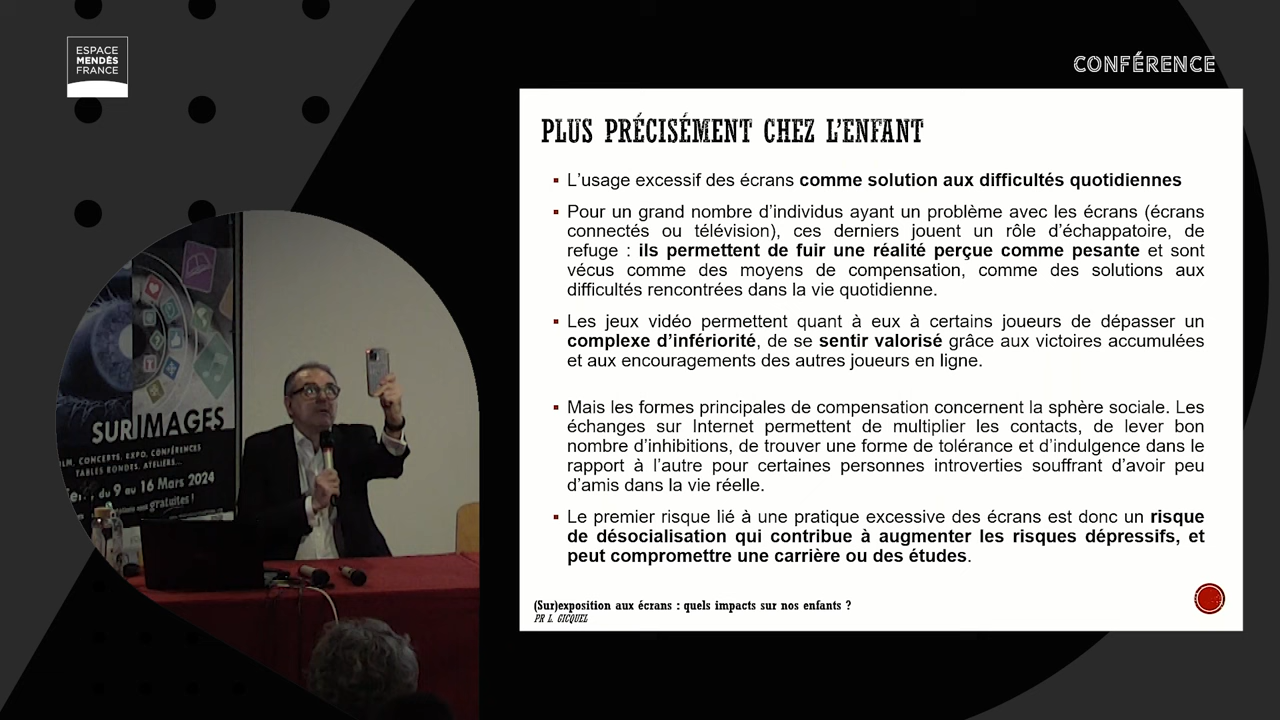 ESPACE
MENDÈS
FRANCE
CONFÉRENCE
PLUS PRÉCISÉMENT CHEZ L'ENFANT
▪ L'usage excessif des écrans comme solution aux difficultés quotidiennes
▪ Pour un grand nombre d'individus ayant un problème avec les écrans (écrans
connectés ou télévision), ces derniers jouent un rôle d'échappatoire, de
refuge : ils permettent de fuir une réalité perçue comme pesante et sont
vécus comme des moyens de compensation, comme des solutions aux
difficultés rencontrées dans la vie quotidienne.
▪ Les jeux vidéo permettent quant à eux à certains joueurs de dépasser un
complexe d'infériorité, de se sentir valorisé grâce aux victoires accumulées
et aux encouragements des autres joueurs en ligne.
▪ Mais les formes principales de compensation concernent la sphère sociale. Les
échanges sur Internet permettent de multiplier les contacts, de lever bon
nombre d'inhibitions, de trouver une forme de tolérance et d'indulgence dans le
rapport à l'autre pour certaines personnes introverties souffrant d'avoir peu
d'amis dans la vie réelle.
▪ Le premier risque lié à une pratique excessive des écrans est donc un risque
de désocialisation qui contribue à augmenter les risques dépressifs, et
peut compromettre une carrière ou des études.
(Sur)exposition aux écrans : quels impacts sur nos enfants ?
PR L. GICQUEL
SUR IMAGES
CONCERTS, EXPO, CONFÉRENCES
TABLES RONDES, ATELIERS...
du 9 au 16 Mars 2024
gratuites !